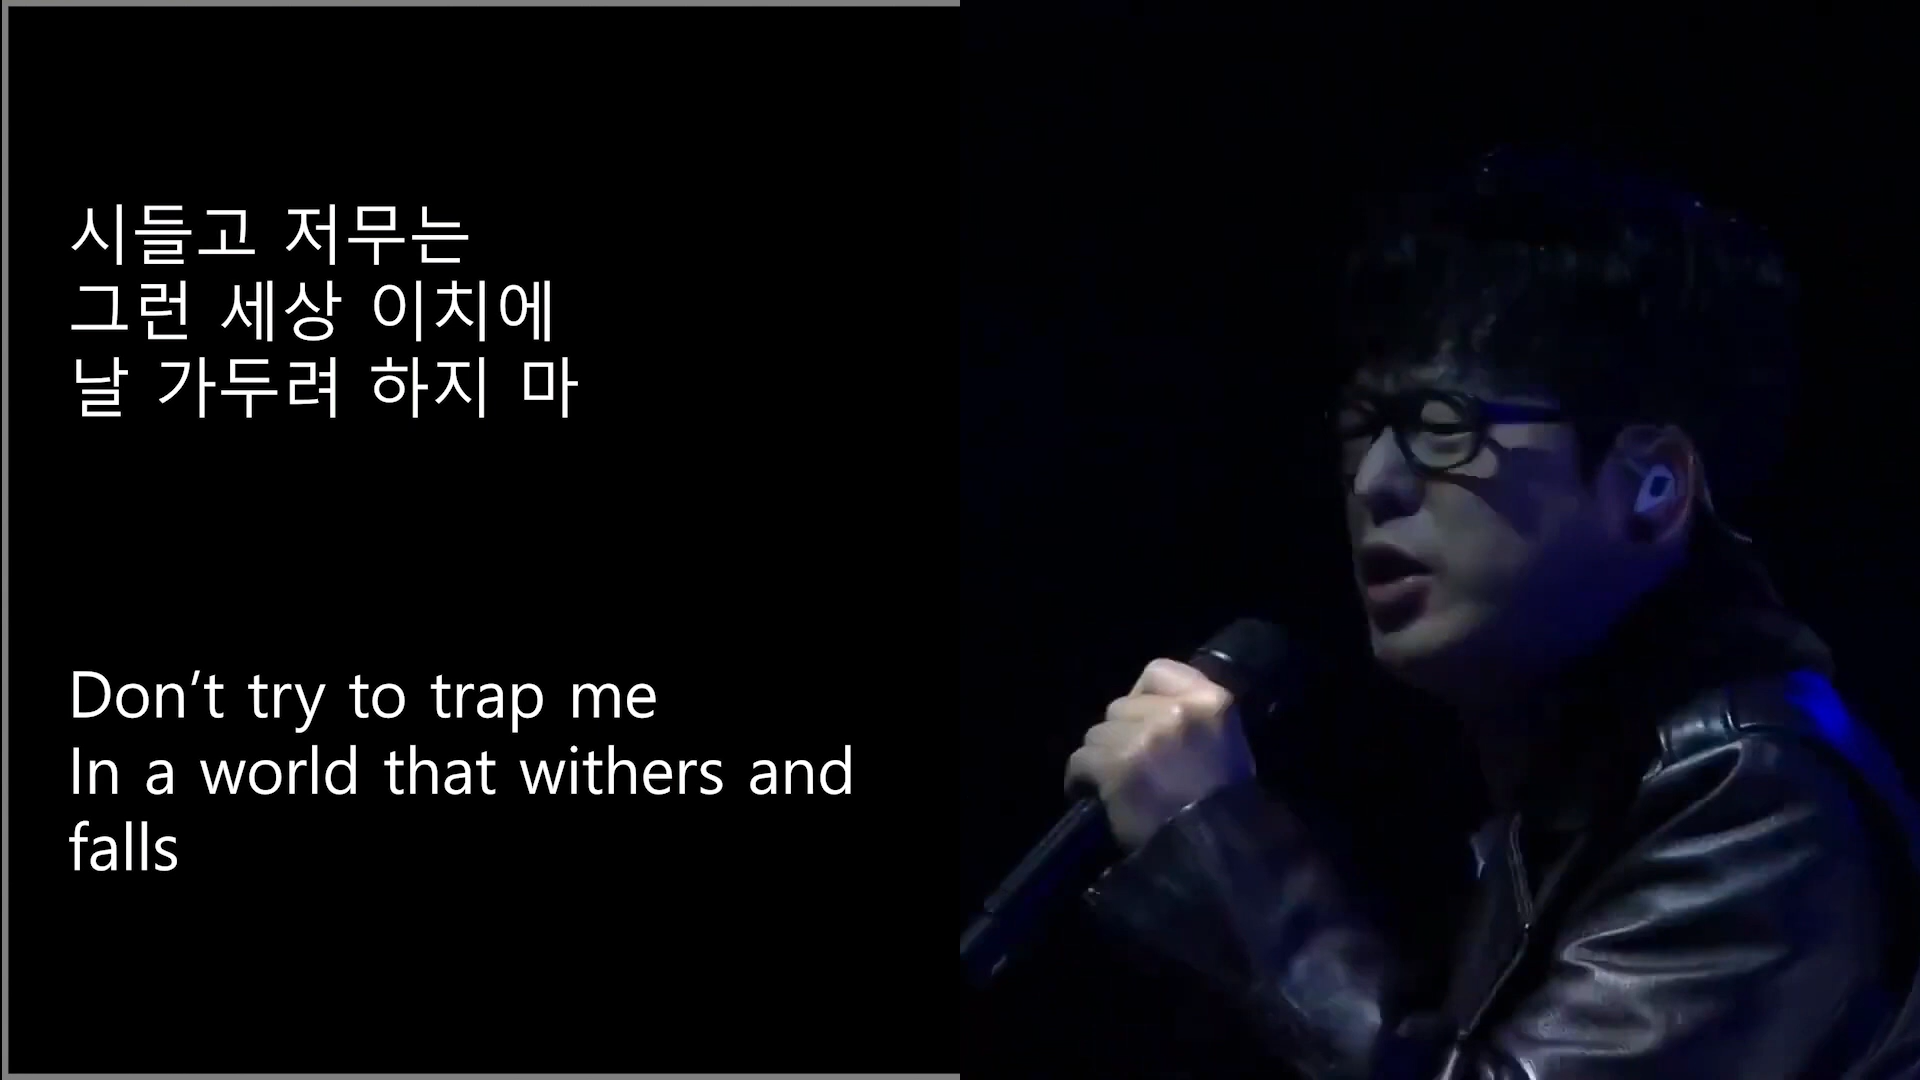 시들고 저무는
그런 세상 이치에
날 가두려 하지 마
Don’t try to trap me
In a world that withers and
falls